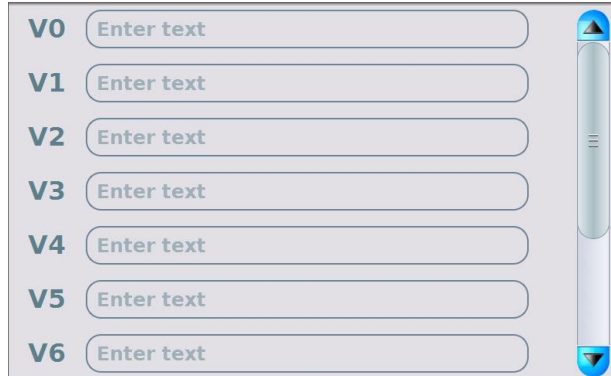 V0 Enter text
V1 Enter text
V2 Enter text
V3 Enter text
V4 Enter text
V5 Enter text
V6 Enter text